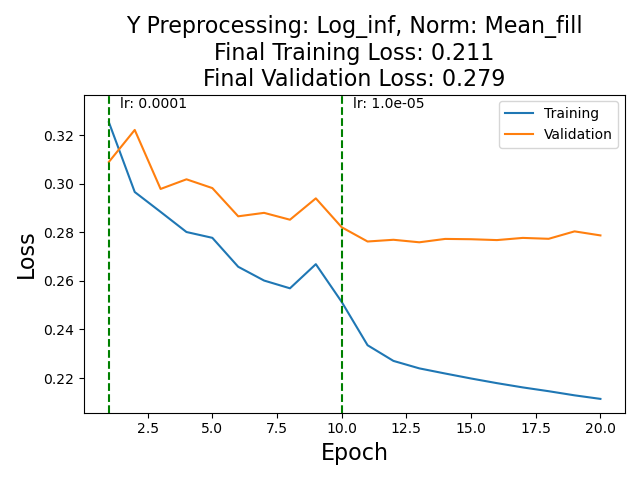 Y Preprocessing: Log_inf, Norm: Mean_fill
Final Training Loss: 0.211
Final Validation Loss: 0.279
lr: 0.0001
lr: 1.0e-05
Training
Validation
0.32
0.30
0.28
0.26
0.24
0.22
Loss
2.5
5.0
7.5
10.0
12.5
15.0
17.5
20.0
Epoch